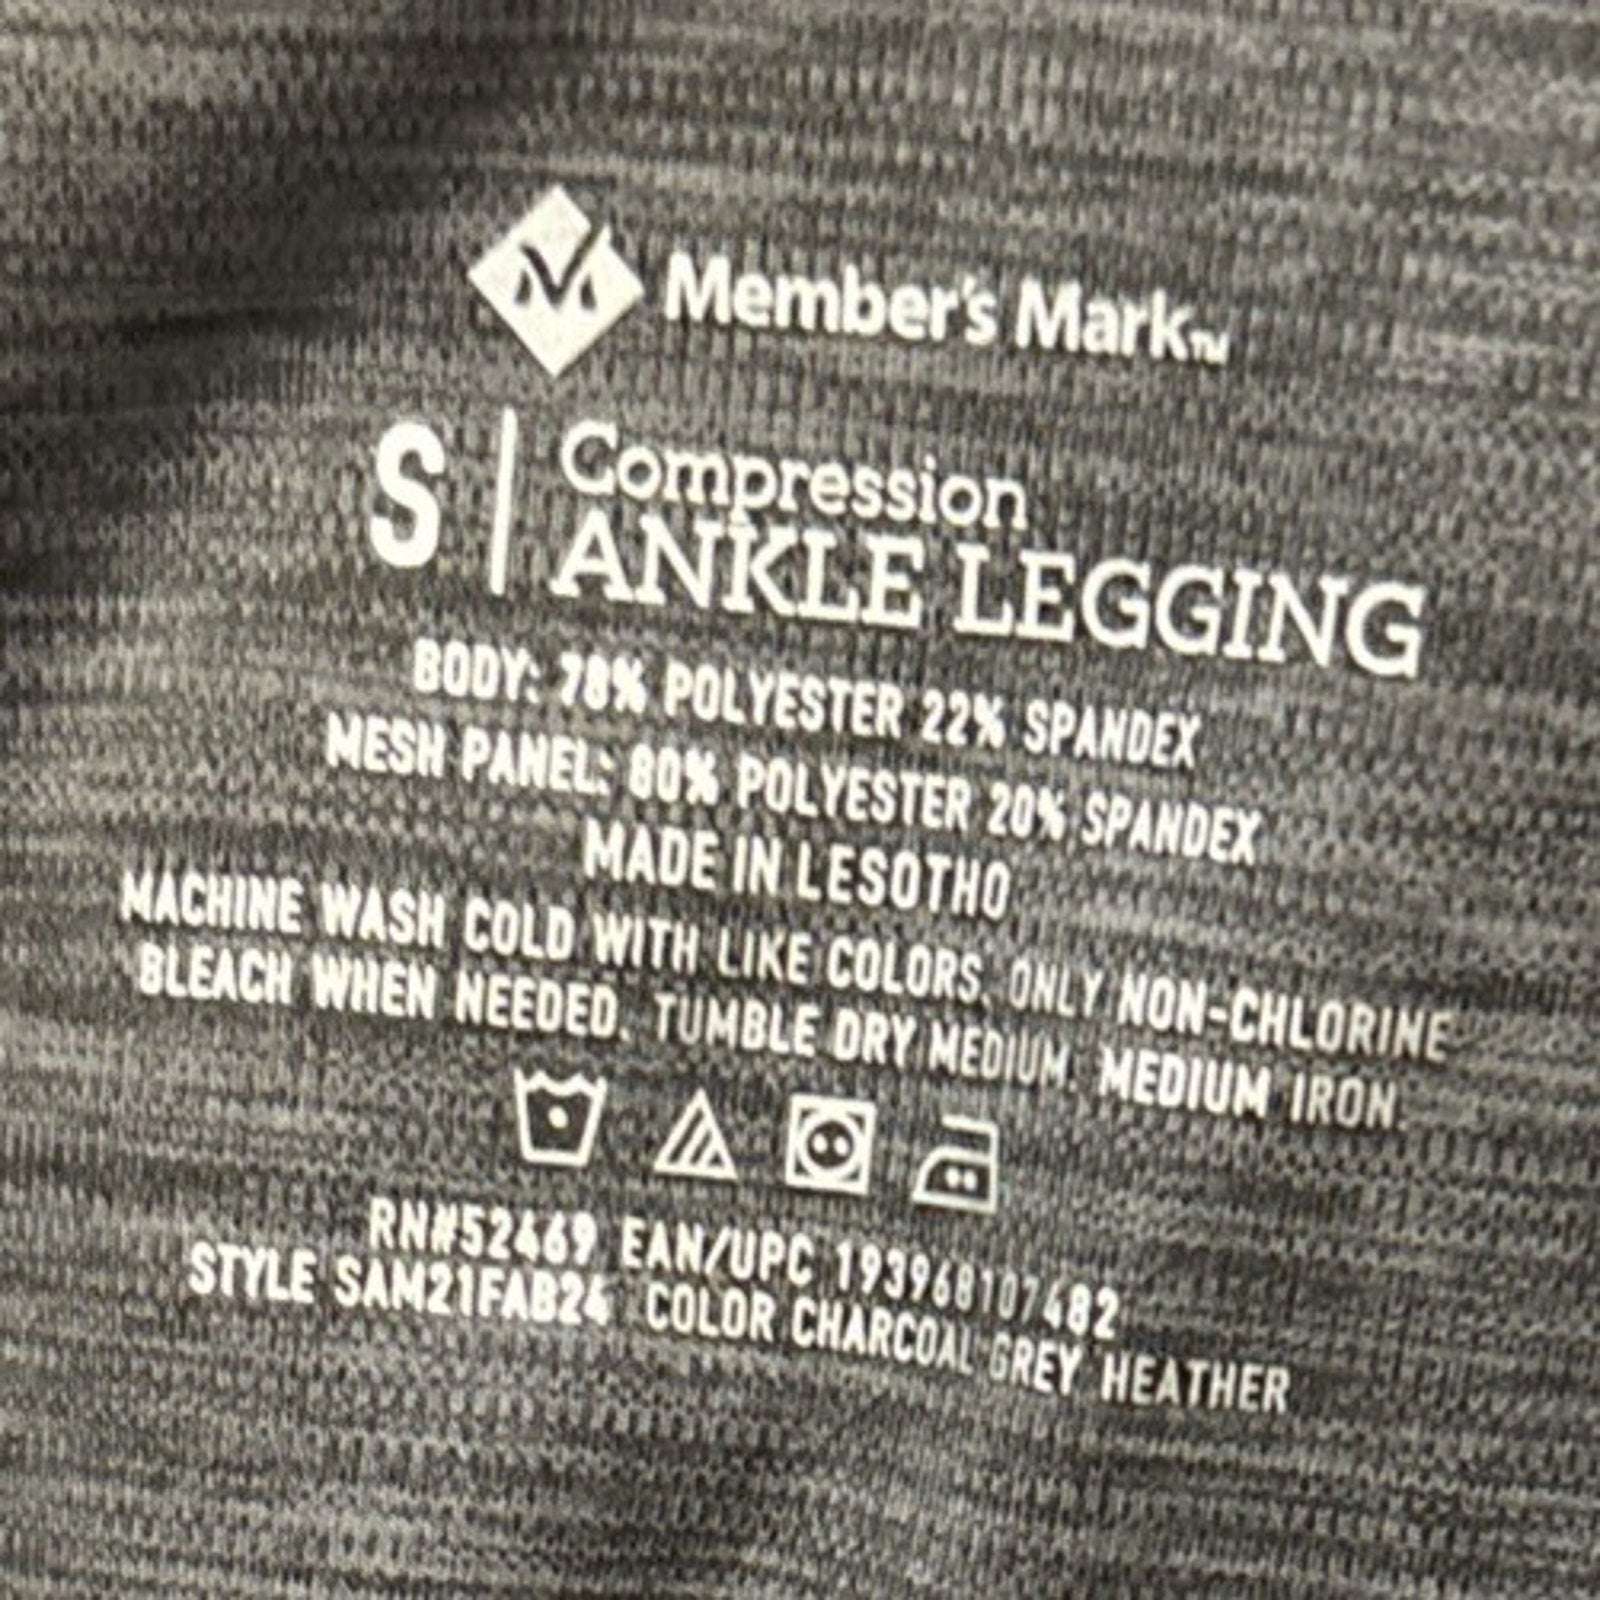 Member's Mark™
S | Compression
ANKLE LEGGING
BODY: 78% POLYESTER 22% SPANDEX
MESH PANEL: 80% POLYESTER 20% SPANDEX
MADE IN LESOTHO
MACHINE WASH COLD WITH LIKE COLORS. ONLY NON-CHLORINE
BLEACH WHEN NEEDED. TUMBLE DRY MEDIUM. MEDIUM IRON.
RN#52469 EAN/UPC 193968107482
STYLE SAM21FAB24 COLOR CHARCOAL GREY HEATHER